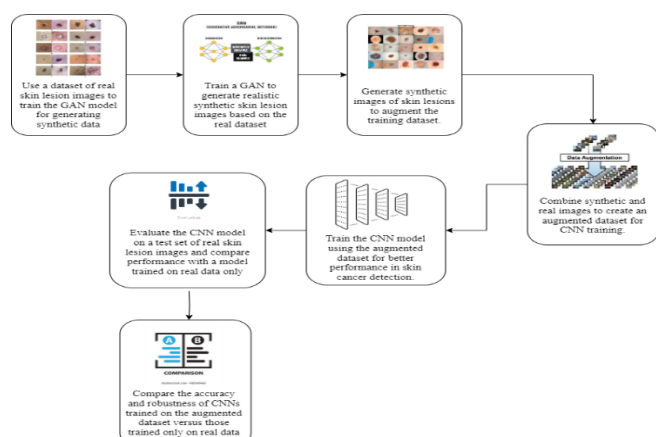 Use a dataset of real
skin lesion images to
train the GAN model
for generating
synthetic data
Train a GAN to
generate realistic
synthetic skin lesion
images based on the
real dataset
Generate synthetic
images of skin lesions
to augment the
training dataset.
Data Augmentation
Combine synthetic and
real images to create an
augmented dataset for
CNN training.
Train the CNN model
using the augmented
dataset for better
performance in skin
cancer detection.
Evaluate the CNN model
on a test set of real skin
lesion images and compare
performance with a model
trained on real data only
A B
COMPARISON
Compare the accuracy
and robustness of CNNs
trained on the augmented
dataset versus those
trained only on real data